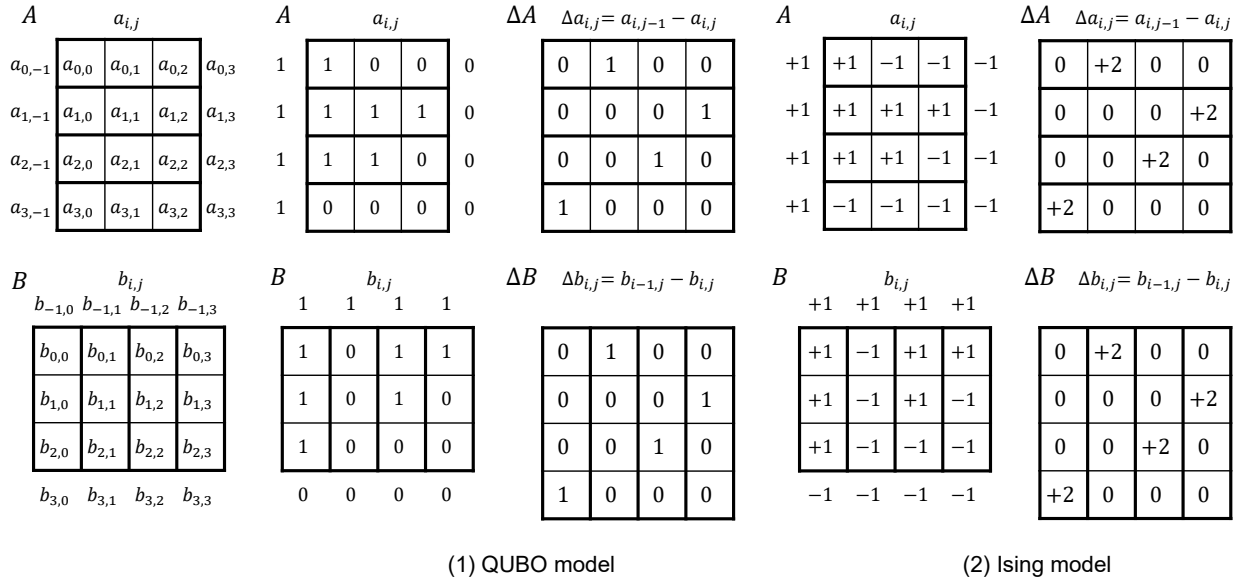 A $a_{i,j}$ $a_{i,j}$ ΔA $\Delta a_{i,j} = a_{i,j-1} - a_{i,j}$ A $a_{i,j}$ ΔA $\Delta a_{i,j} = a_{i,j-1} - a_{i,j}$
$a_{0,-1}$ $a_{0,0}$ $a_{0,1}$ $a_{0,2}$ $a_{0,3}$ 1 1 0 0 0 0 1 0 0 +1 +1 −1 −1 −1 0 +2 0 0
$a_{1,-1}$ $a_{1,0}$ $a_{1,1}$ $a_{1,2}$ $a_{1,3}$ 1 1 1 1 0 0 0 0 1 +1 +1 +1 +1 −1 0 0 0 +2
$a_{2,-1}$ $a_{2,0}$ $a_{2,1}$ $a_{2,2}$ $a_{2,3}$ 1 1 1 0 0 0 0 1 0 +1 +1 +1 −1 −1 0 0 +2 0
$a_{3,-1}$ $a_{3,0}$ $a_{3,1}$ $a_{3,2}$ $a_{3,3}$ 1 0 0 0 0 1 0 0 0 +1 −1 −1 −1 −1 +2 0 0 0
B $b_{i,j}$ B $b_{i,j}$ ΔB $\Delta b_{i,j} = b_{i-1,j} - b_{i,j}$ B $b_{i,j}$ ΔB $\Delta b_{i,j} = b_{i-1,j} - b_{i,j}$
$b_{-1,0}$ $b_{-1,1}$ $b_{-1,2}$ $b_{-1,3}$ 1 1 1 1 +1 +1 +1 +1
$b_{0,0}$ $b_{0,1}$ $b_{0,2}$ $b_{0,3}$ 1 0 1 1 0 1 0 0 +1 −1 +1 +1 0 +2 0 0
$b_{1,0}$ $b_{1,1}$ $b_{1,2}$ $b_{1,3}$ 1 0 1 0 0 0 0 1 +1 −1 +1 −1 0 0 0 +2
$b_{2,0}$ $b_{2,1}$ $b_{2,2}$ $b_{2,3}$ 1 0 0 0 0 0 1 0 +1 −1 −1 −1 0 0 +2 0
$b_{3,0}$ $b_{3,1}$ $b_{3,2}$ $b_{3,3}$ 0 0 0 0 1 0 0 0 −1 −1 −1 −1 +2 0 0 0
(1) QUBO model (2) Ising model